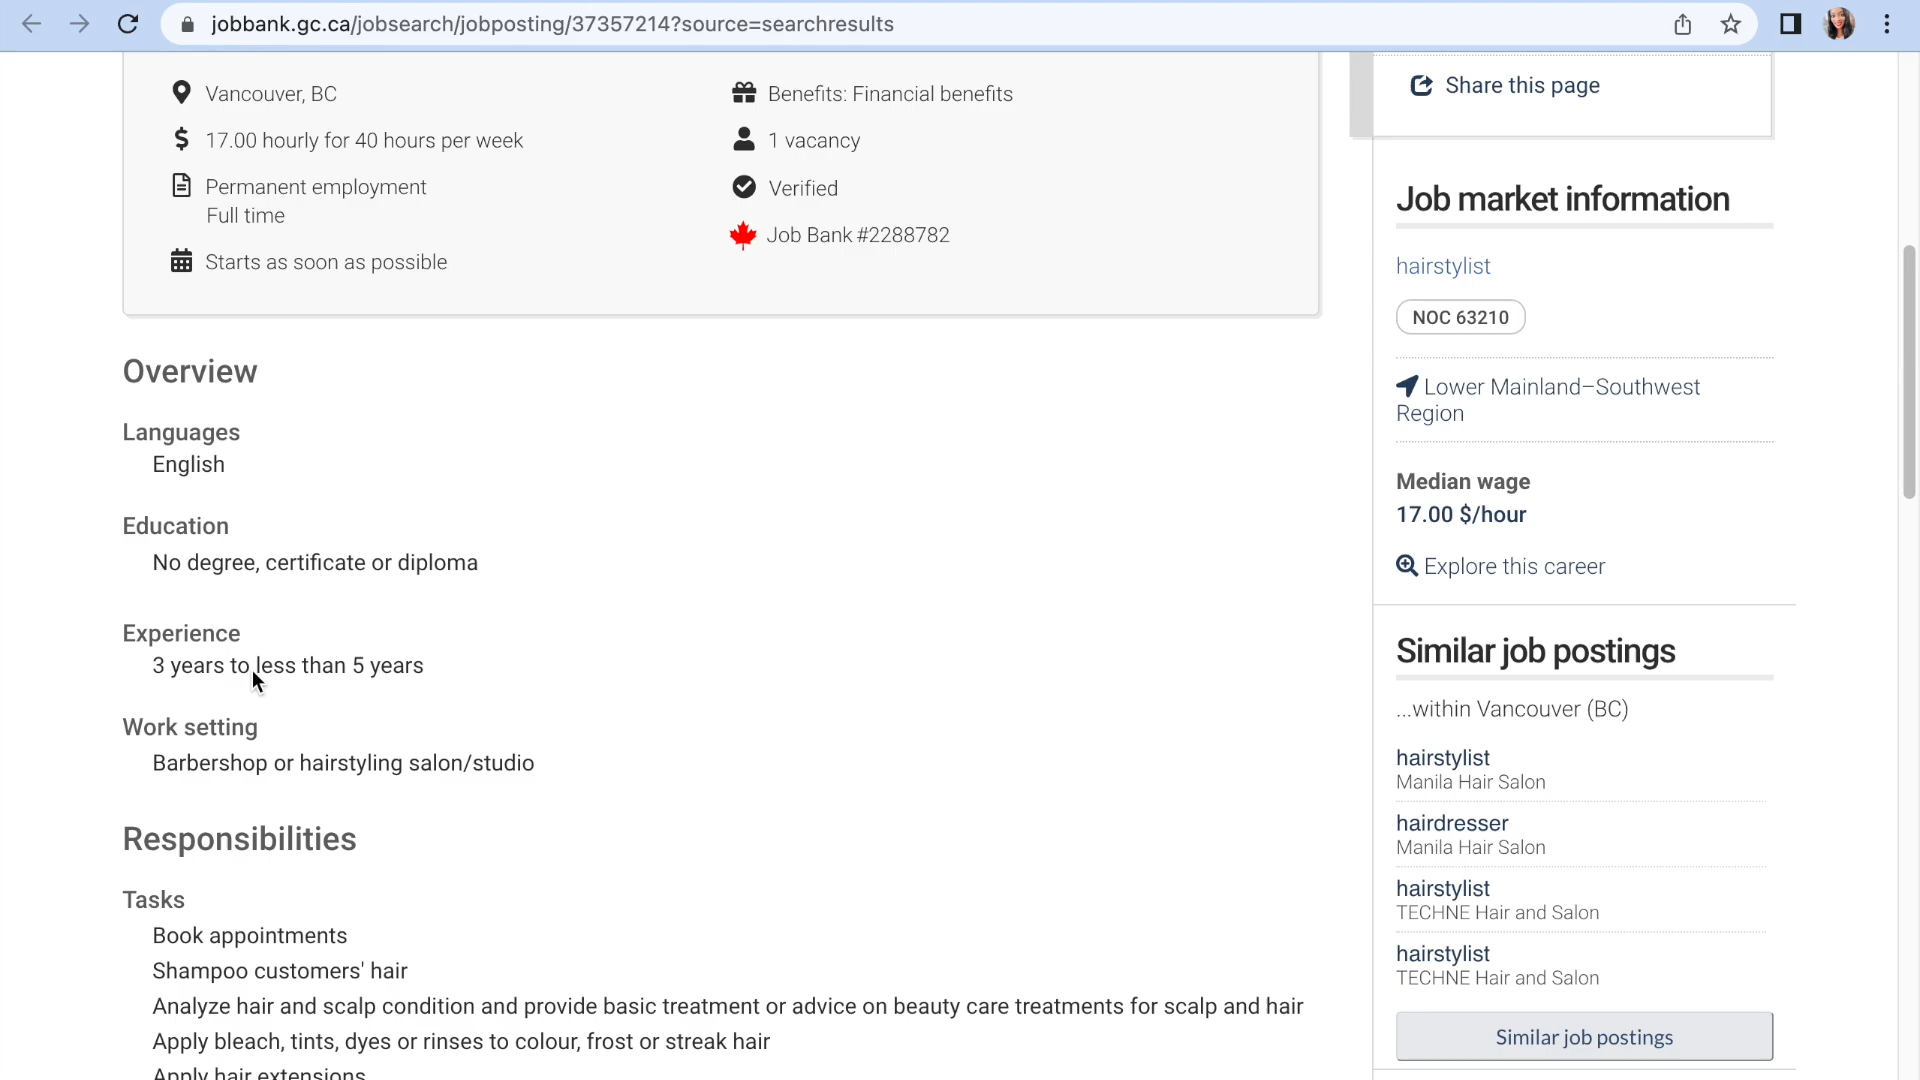 jobbank.gc.ca/jobsearch/jobposting/37357214?source=searchresults
Vancouver, BC
17.00 hourly for 40 hours per week
Permanent employment
Full time
Starts as soon as possible
Benefits: Financial benefits
1 vacancy
Verified
Job Bank #2288782
Overview
Languages
English
Education
No degree, certificate or diploma
Experience
3 years to less than 5 years
Work setting
Barbershop or hairstyling salon/studio
Responsibilities
Tasks
Book appointments
Shampoo customers' hair
Analyze hair and scalp condition and provide basic treatment or advice on beauty care treatments for scalp and hair
Apply bleach, tints, dyes or rinses to colour, frost or streak hair
Apply hair extensions
Share this page
Job market information
hairstylist
NOC 63210
Lower Mainland–Southwest
Region
Median wage
17.00 $/hour
Explore this career
Similar job postings
...within Vancouver (BC)
hairstylist
Manila Hair Salon
hairdresser
Manila Hair Salon
hairstylist
TECHNE Hair and Salon
hairstylist
TECHNE Hair and Salon
Similar job postings